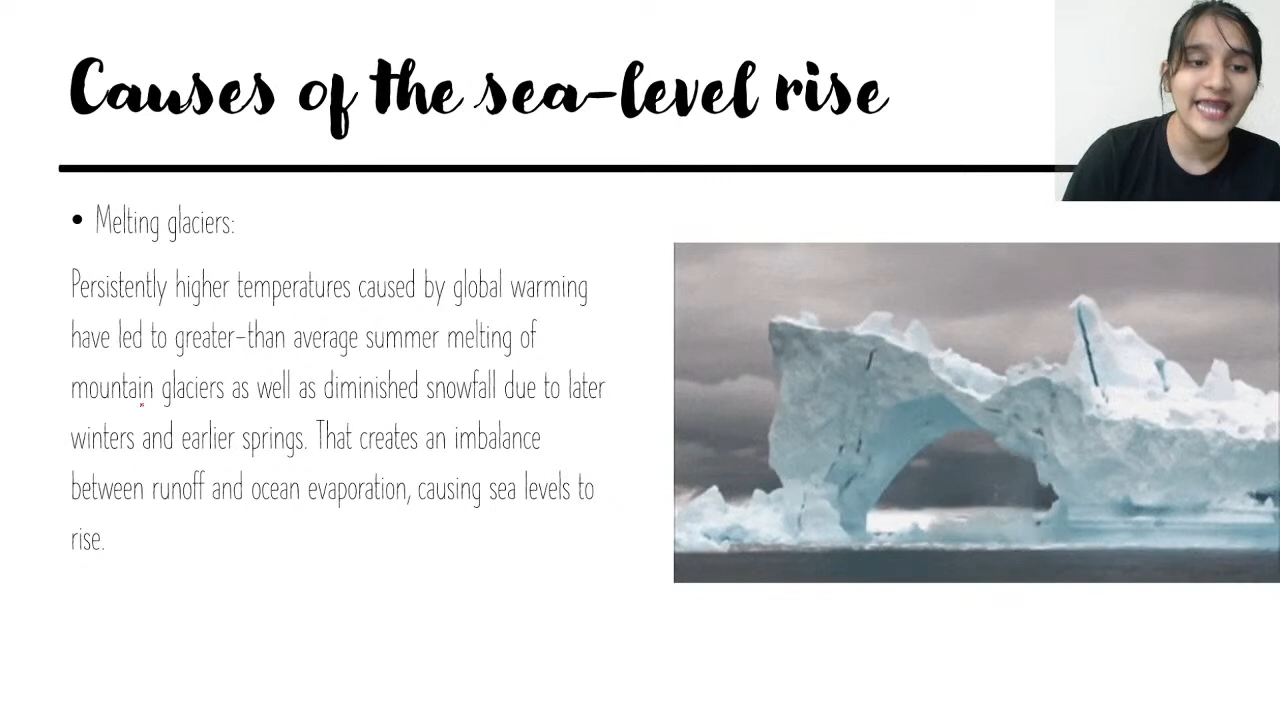 Causes of the sea-level rise
• Melting glaciers:
Persistently higher temperatures caused by global warming
have led to greater-than average summer melting of
mountain glaciers as well as diminished snowfall due to later
winters and earlier springs. That creates an imbalance
between runoff and ocean evaporation, causing sea levels to
rise.